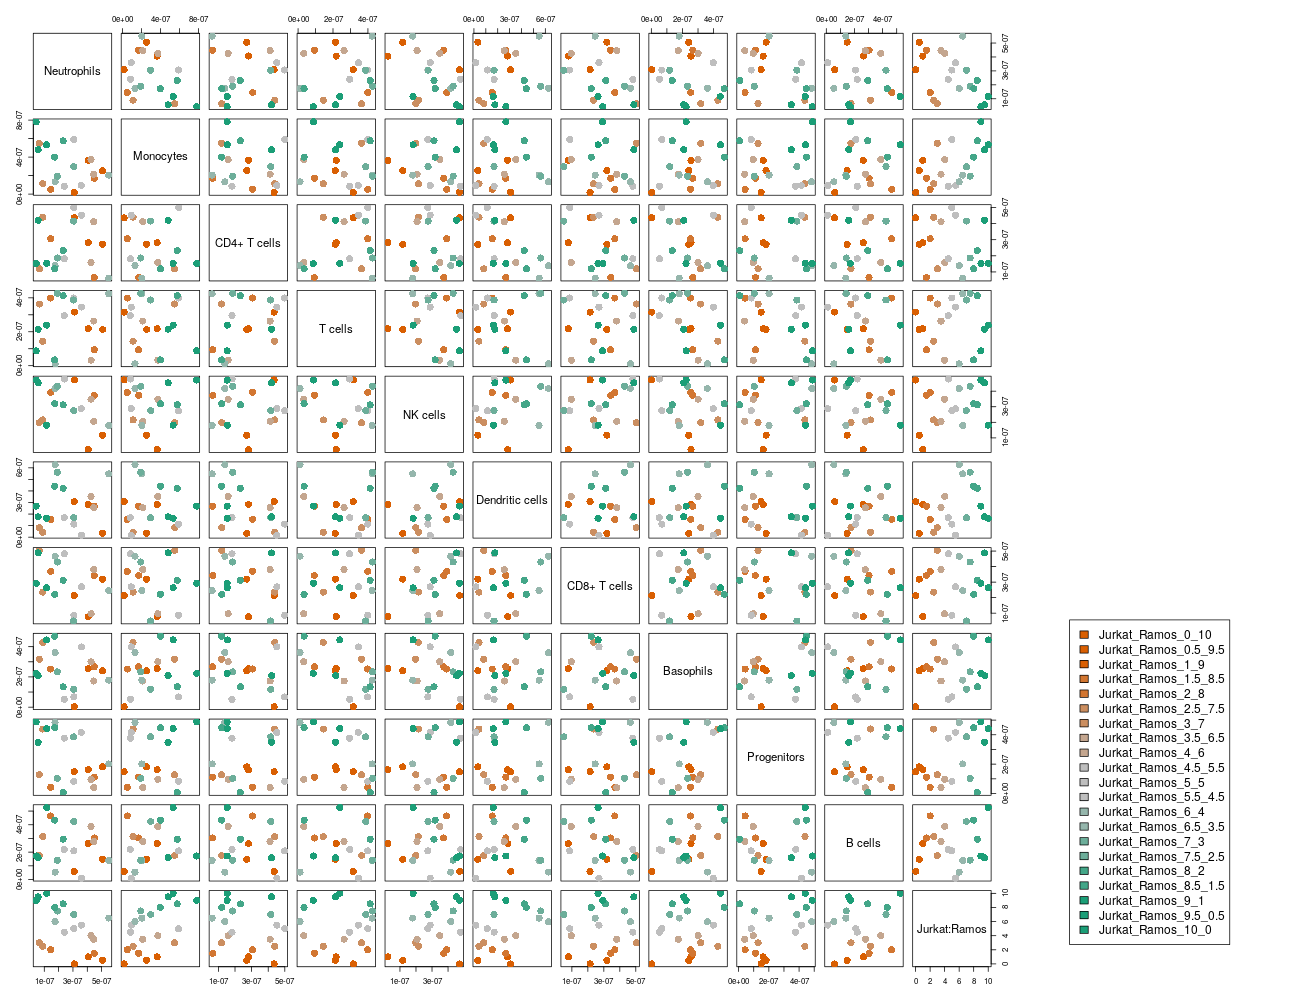 0e+00 4e-07 8e-07 0e+00 2e-07 4e-07 0e+00 3e-07 6e-07 0e+00 2e-07 4e-07 0e+00 2e-07 4e-07
Neutrophils
1e-07 3e-07 5e-07
Monocytes
0e+00 4e-07 8e-07
CD4+ T cells
1e-07 3e-07 5e-07
T cells
0e+00 2e-07 4e-07
NK cells
1e-07 3e-07
Dendritic cells
0e+00 3e-07 6e-07
CD8+ T cells
1e-07 3e-07 5e-07
Basophils
0e+00 2e-07 4e-07
Progenitors
0e+00 2e-07 4e-07
B cells
0e+00 2e-07 4e-07
Jurkat:Ramos
0 2 4 6 8 10
1e-07 3e-07 5e-07 1e-07 3e-07 5e-07 1e-07 3e-07 1e-07 3e-07 5e-07 0e+00 2e-07 4e-07 0 2 4 6 8 10
Jurkat_Ramos_0_10
Jurkat_Ramos_0.5_9.5
Jurkat_Ramos_1_9
Jurkat_Ramos_1.5_8.5
Jurkat_Ramos_2_8
Jurkat_Ramos_2.5_7.5
Jurkat_Ramos_3_7
Jurkat_Ramos_3.5_6.5
Jurkat_Ramos_4_6
Jurkat_Ramos_4.5_5.5
Jurkat_Ramos_5_5
Jurkat_Ramos_5.5_4.5
Jurkat_Ramos_6_4
Jurkat_Ramos_6.5_3.5
Jurkat_Ramos_7_3
Jurkat_Ramos_7.5_2.5
Jurkat_Ramos_8_2
Jurkat_Ramos_8.5_1.5
Jurkat_Ramos_9_1
Jurkat_Ramos_9.5_0.5
Jurkat_Ramos_10_0